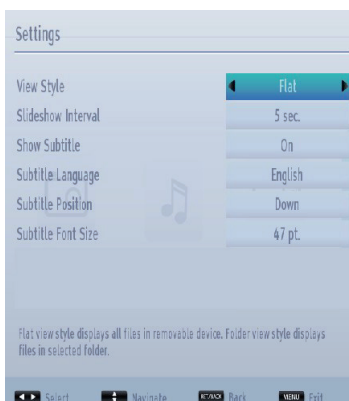 Settings
View Style Flat
Slideshow Interval 5 sec.
Show Subtitle On
Subtitle Language English
Subtitle Position Down
Subtitle Font Size 47 pt.
Flat view style displays all files in removable device. Folder view style displays
files in selected folder.
Select Navigate Back MENU Exit